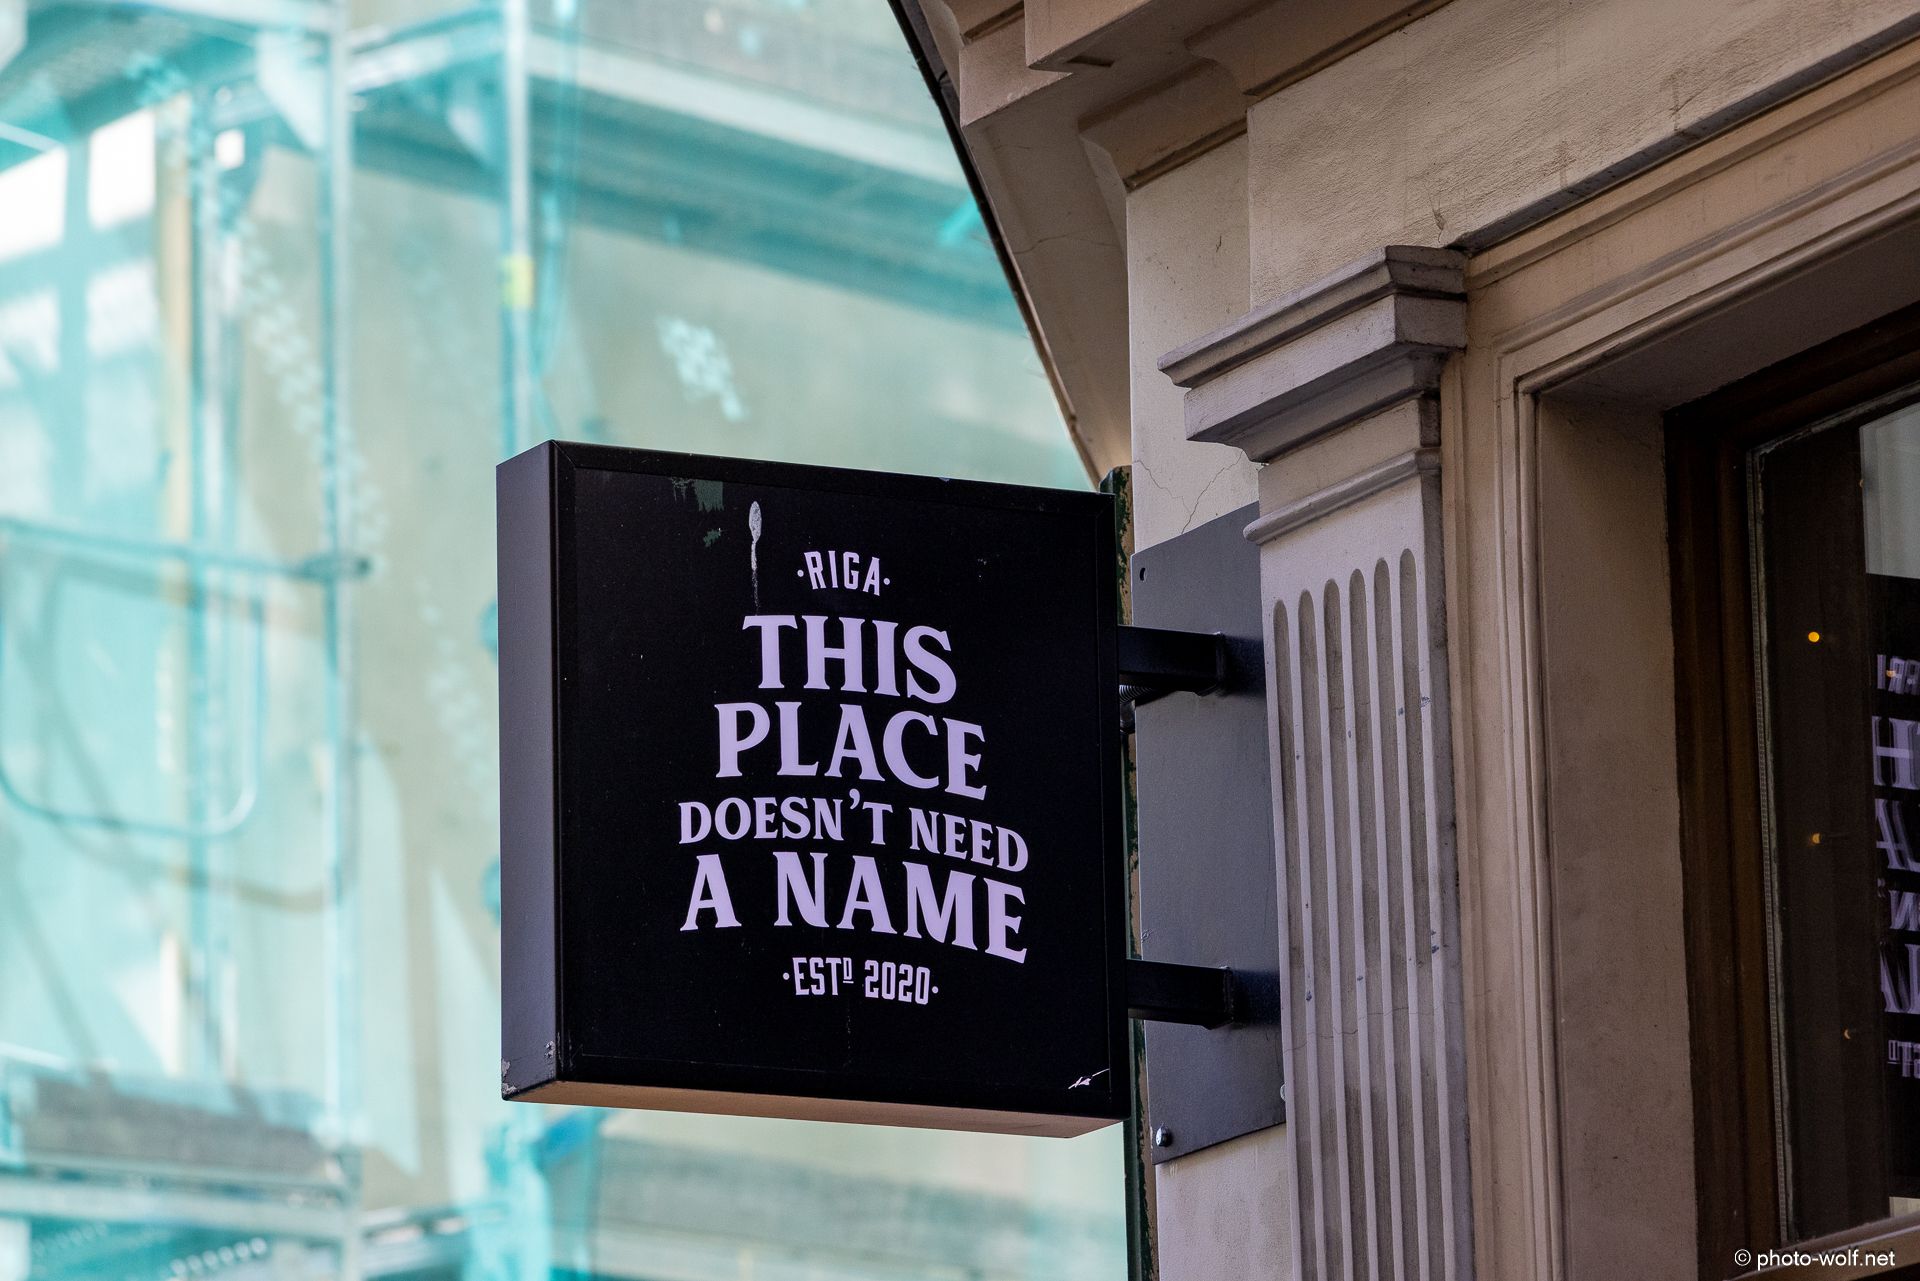 ·RIGA·
THIS
PLACE
DOESN'T NEED
A NAME
·ESTD 2020·
© photo-wolf.net